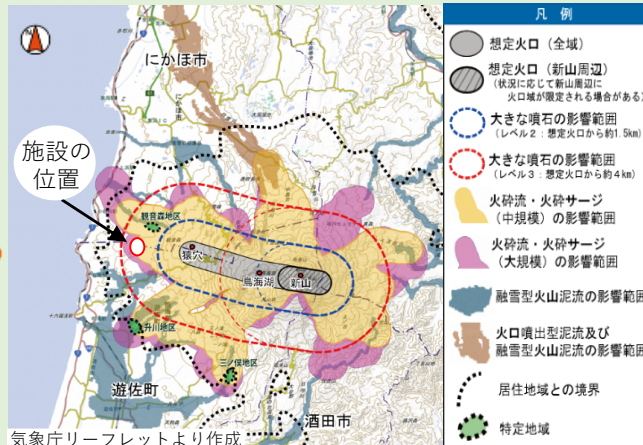 にかほ市
にかほ市
施設の
位置
観音森地区
猿穴
鳥海湖
新山
升川地区
三ノ俣地区
遊佐町
酒田市
気象庁リーフレットより作成
凡 例
想定火口(全域)
想定火口(新山周辺)
(状況に応じて新山周辺に
火口域が限定される場合がある)
大きな噴石の影響範囲
(レベル2:想定火口から約1.5km)
大きな噴石の影響範囲
(レベル3:想定火口から約4km)
火砕流・火砕サージ
(中規模)の影響範囲
火砕流・火砕サージ
(大規模)の影響範囲
融雪型火山泥流の影響範囲
火口噴出型泥流及び
融雪型火山泥流の影響範囲
居住地域との境界
特定地域